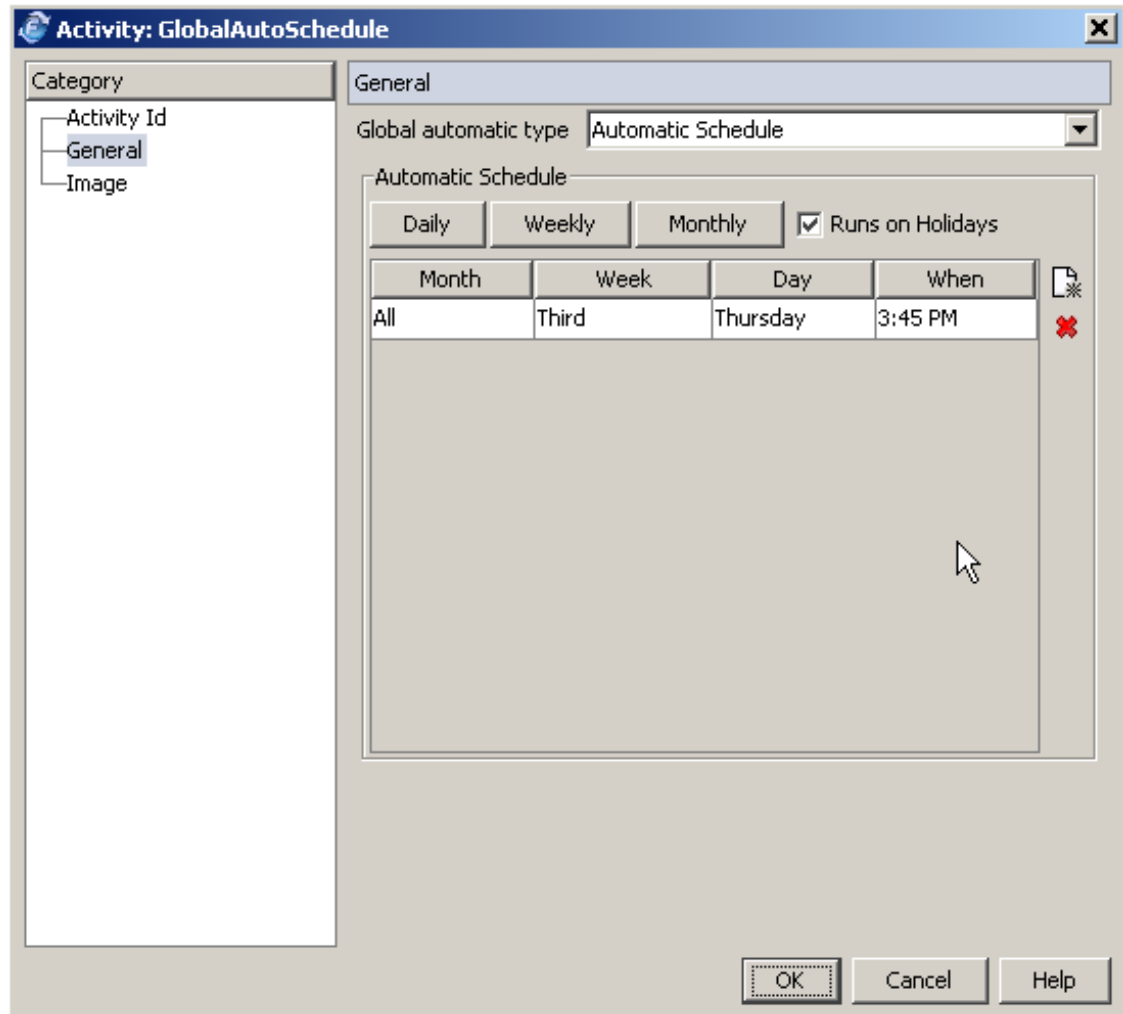 Activity: GlobalAutoSchedule
Category
Activity Id
General
Image
General
Global automatic type Automatic Schedule
Automatic Schedule
Daily Weekly Monthly Runs on Holidays
Month Week Day When
All Third Thursday 3:45 PM
OK Cancel Help